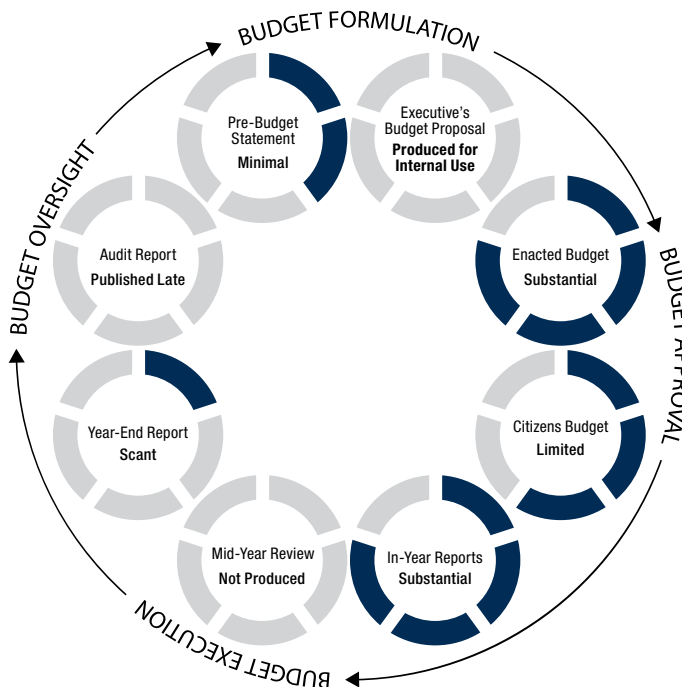 BUDGET FORMULATION
Pre-Budget
Statement
Minimal
Executive's
Budget Proposal
Produced for
Internal Use
BUDGET APPROVAL
Enacted Budget
Substantial
Citizens Budget
Limited
In-Year Reports
Substantial
BUDGET EXECUTION
Mid-Year Review
Not Produced
Year-End Report
Scant
BUDGET OVERSIGHT
Audit Report
Published Late